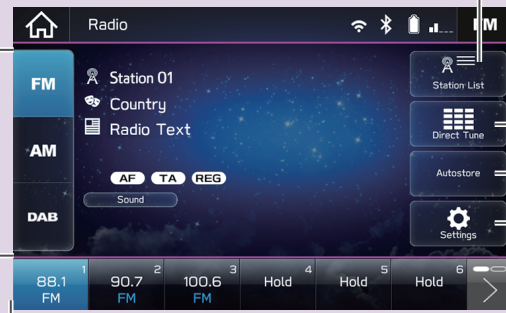 Radio
FM
FM
AM
DAB
Station 01
Country
Radio Text
AF TA REG
Sound
Station List
Direct Tune
Autostore
Settings
1 2 3 4 5 6
88.1 90.7 100.6 Hold Hold Hold
FM FM FM